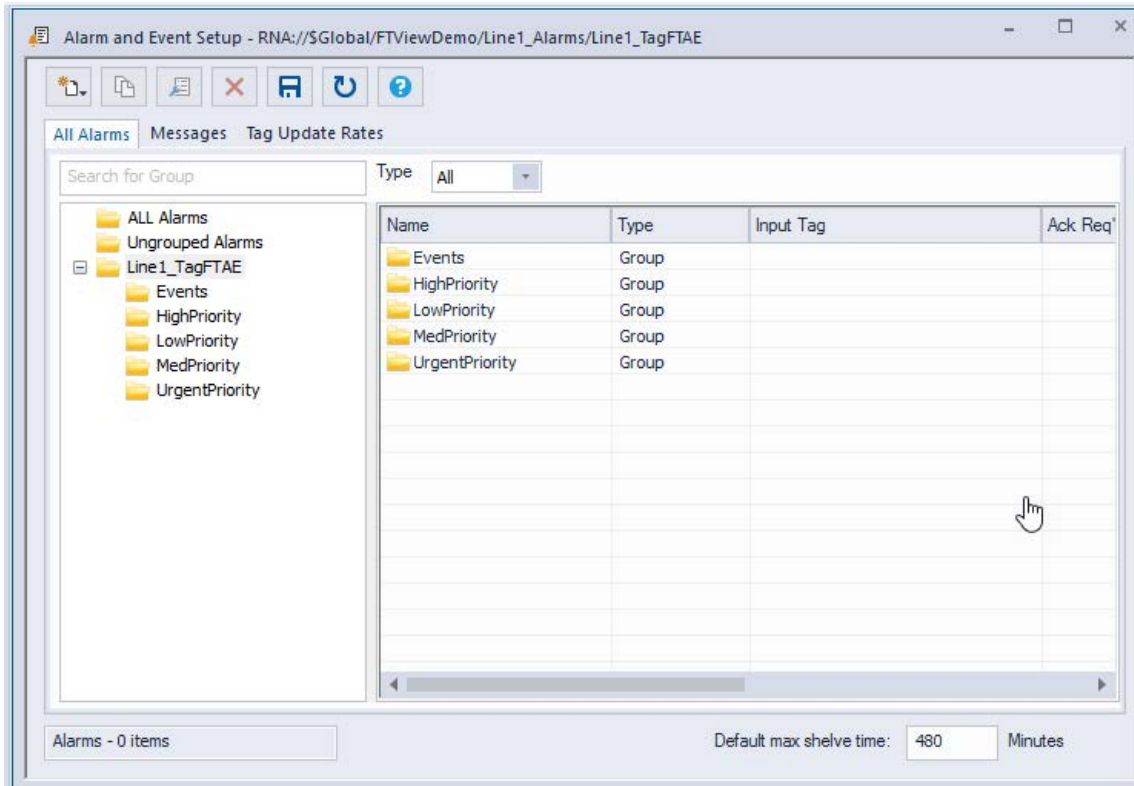 Alarm and Event Setup - RNA://$Global/FTViewDemo/Line1_Alarms/Line1_TagFTAE
All Alarms Messages Tag Update Rates
Search for Group
Type All
ALL Alarms
Ungrouped Alarms
Line1_TagFTAE
Events
HighPriority
LowPriority
MedPriority
UrgentPriority
Name Type Input Tag Ack Req'
Events Group
HighPriority Group
LowPriority Group
MedPriority Group
UrgentPriority Group
Alarms - 0 items
Default max shelve time: 480 Minutes